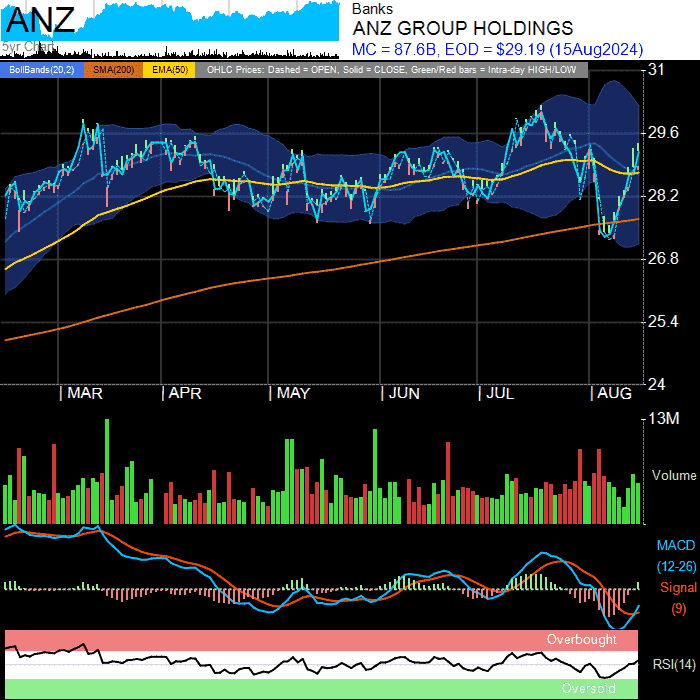 ANZ
5yr Chart
Banks
ANZ GROUP HOLDINGS
MC = 87.6B, EOD = $29.19 (15Aug2024)
BollBands(20,2) SMA(200) EMA(50) OHLC Prices: Dashed = OPEN, Solid = CLOSE, Green/Red bars = Intra-day HIGH/LOW
31
29.6
28.2
26.8
25.4
24
| MAR | APR | MAY | JUN | JUL | AUG
13M
Volume
MACD
(12-26)
Signal
(9)
Overbought
RSI(14)
Oversold